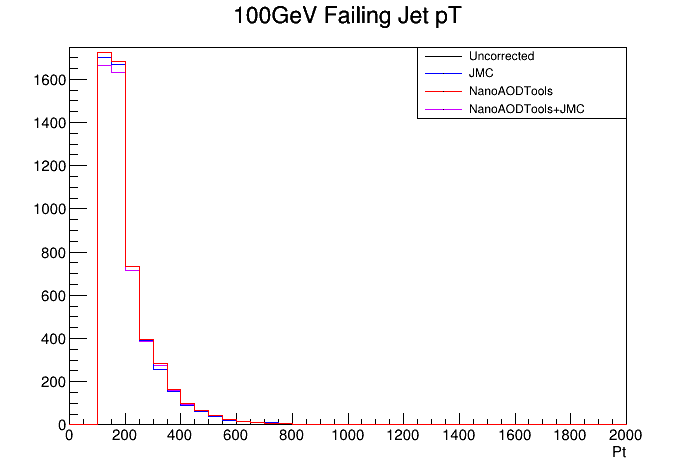 100GeV Failing Jet pT
Uncorrected
JMC
NanoAODTools
NanoAODTools+JMC
1600
1400
1200
1000
800
600
400
200
0
0 200 400 600 800 1000 1200 1400 1600 1800 2000
Pt